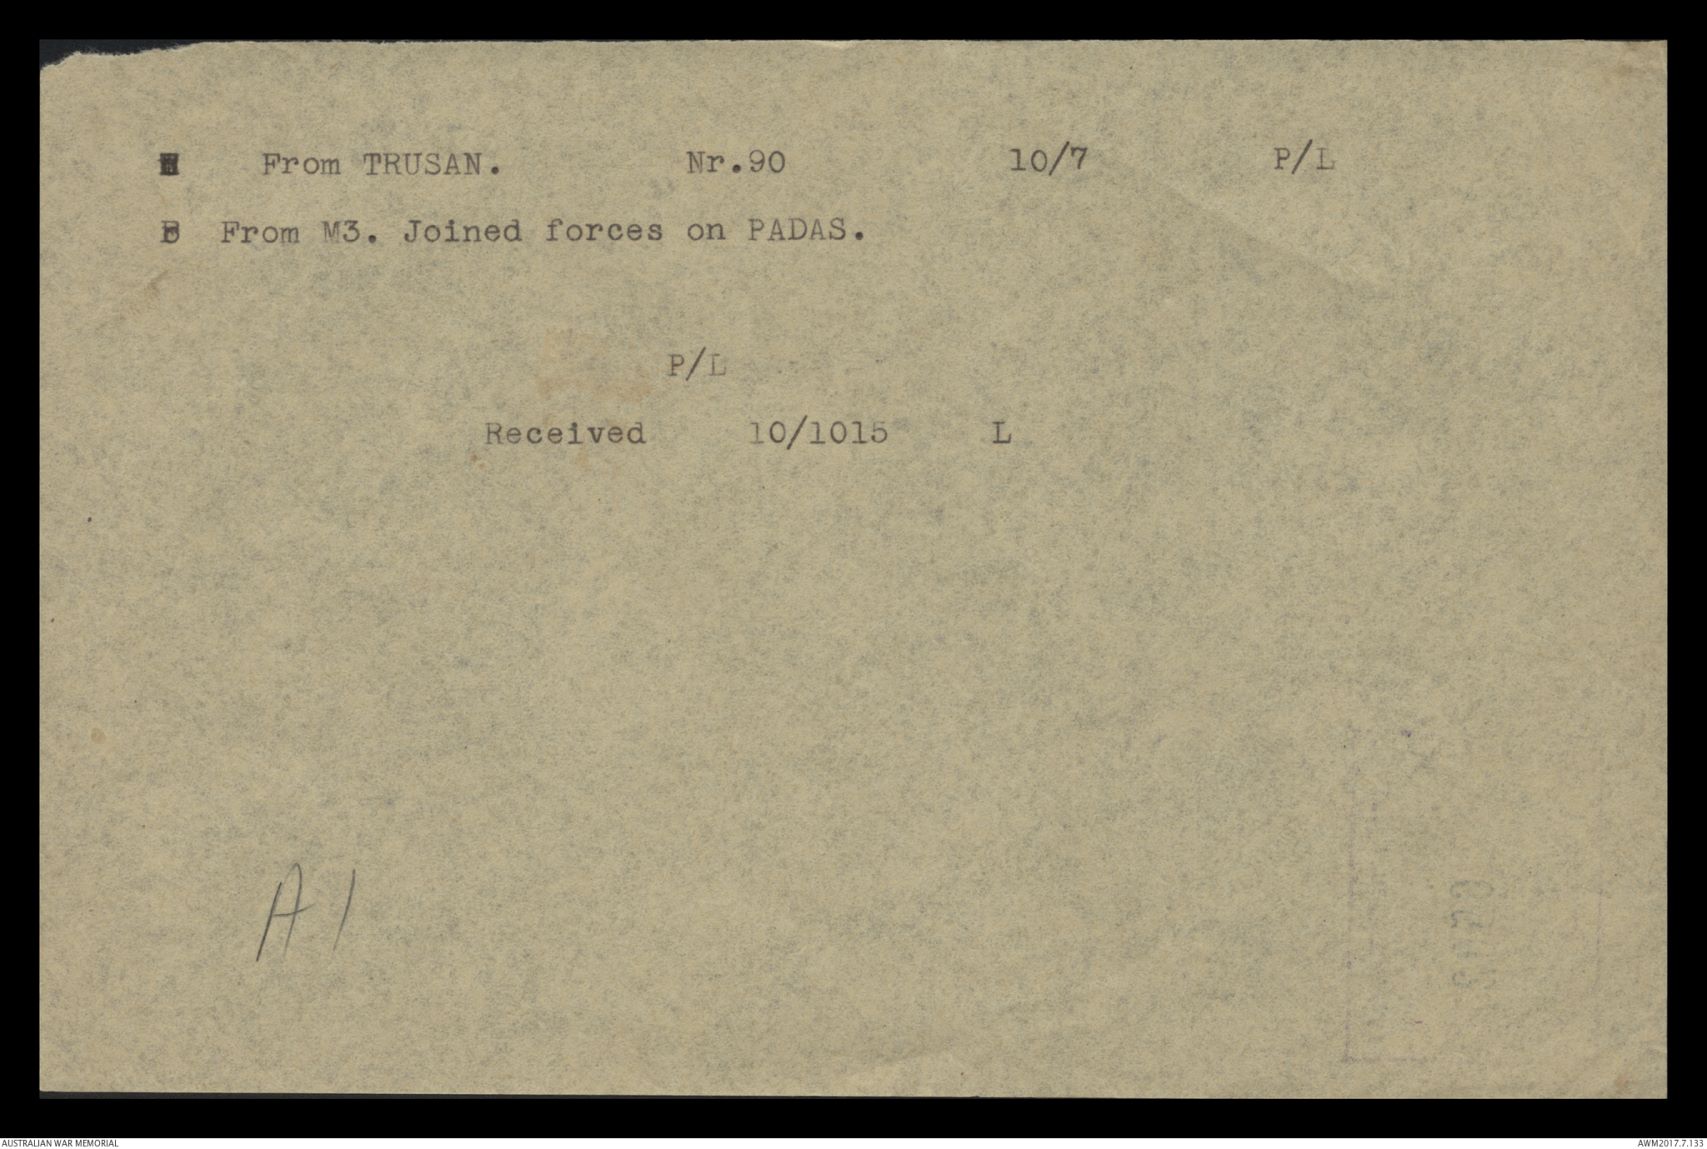 From TRUSAN. Nr.90 10/7 P/L
From M3. Joined forces on PADAS.
P/L
Received 10/1015 L
A1
AUSTRALIAN WAR MEMORIAL
AWM2017.7.133